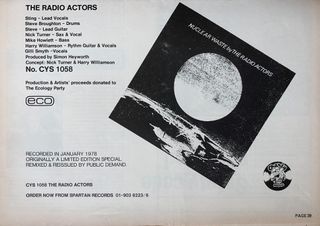 THE RADIO ACTORS
Sting - Lead Vocals
Steve Broughton - Drums
Steve - Lead Guitar
Nick Turner - Sax & Vocal
Mike Howlett - Bass
Harry Williamson - Rythm Guitar & Vocals
Gilli Smyth -Vocals
Produced by Simon Heyworth
Concept: Nick Turner & Harry Williamson
No. CYS 1058
Production & Artists' proceeds donated to
The Ecology Party
eco
NUCLEAR WASTE by THE RADIO ACTORS
RECORDED IN JANUARY 1978
ORIGINALLY A LIMITED EDITION SPECIAL
REMIXED & REISSUED BY PUBLIC DEMAND.
CYS 1058 THE RADIO ACTORS
ORDER NOW FROM SPARTAN RECORDS 01-903 8223/6
CHARLY
PAGE 39